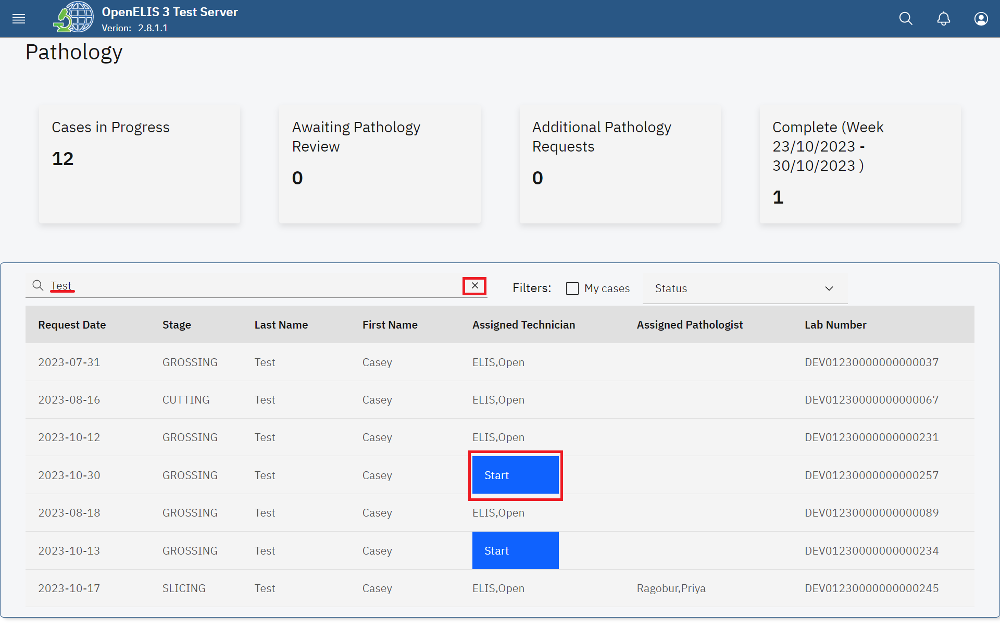 OpenELIS 3 Test Server
Verion: 2.8.1.1
Pathology
Cases in Progress
12
Awaiting Pathology
Review
0
Additional Pathology
Requests
0
Complete (Week
23/10/2023 -
30/10/2023 )
1
Test
Filters: My cases Status
Request Date Stage Last Name First Name Assigned Technician Assigned Pathologist Lab Number
2023-07-31 GROSSING Test Casey ELIS,Open DEV01230000000000037
2023-08-16 CUTTING Test Casey ELIS,Open DEV01230000000000067
2023-10-12 GROSSING Test Casey ELIS,Open DEV01230000000000231
2023-10-30 GROSSING Test Casey Start DEV01230000000000257
2023-08-18 GROSSING Test Casey ELIS,Open DEV01230000000000089
2023-10-13 GROSSING Test Casey Start DEV01230000000000234
2023-10-17 SLICING Test Casey ELIS,Open Ragobur,Priya DEV01230000000000245